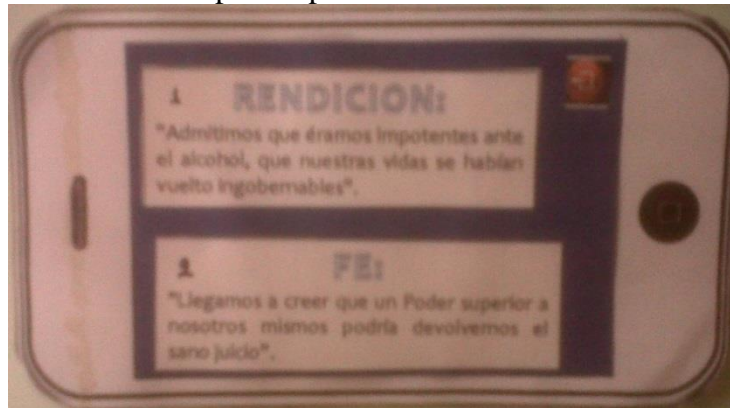 1 RENDICION:
"Admitimos que éramos impotentes ante
el alcohol, que nuestras vidas se habían
vuelto ingobernables".
2 FE:
"Llegamos a creer que un Poder superior a
nosotros mismos podría devolvernos el
sano juicio".